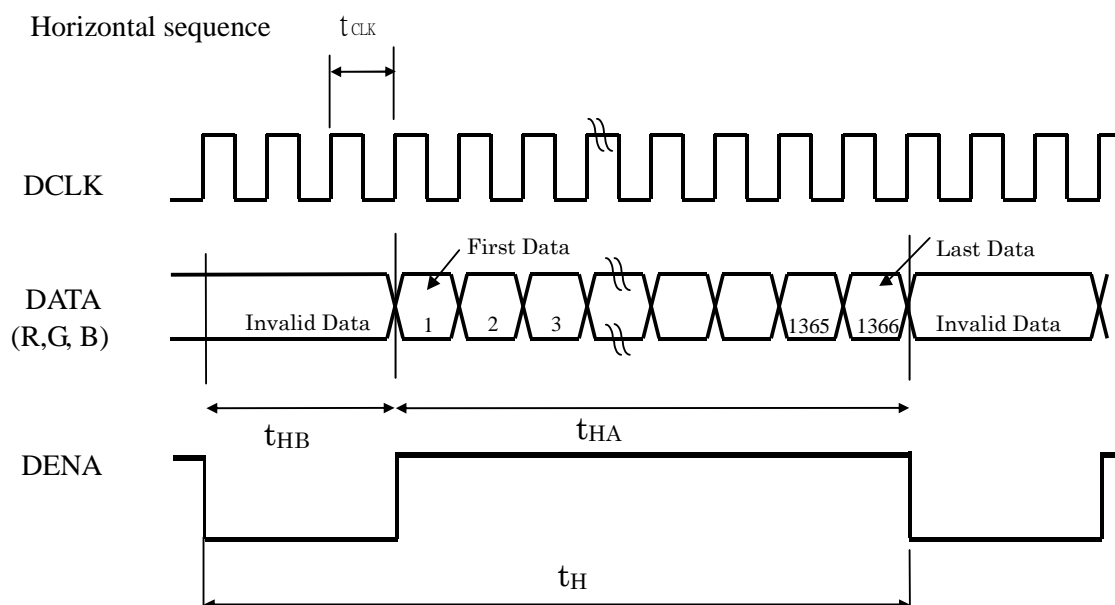 Horizontal sequence
tCLK
DCLK
First Data
Last Data
DATA
(R,G, B)
Invalid Data 1 2 3 1365 1366 Invalid Data
tHB
tHA
DENA
tH